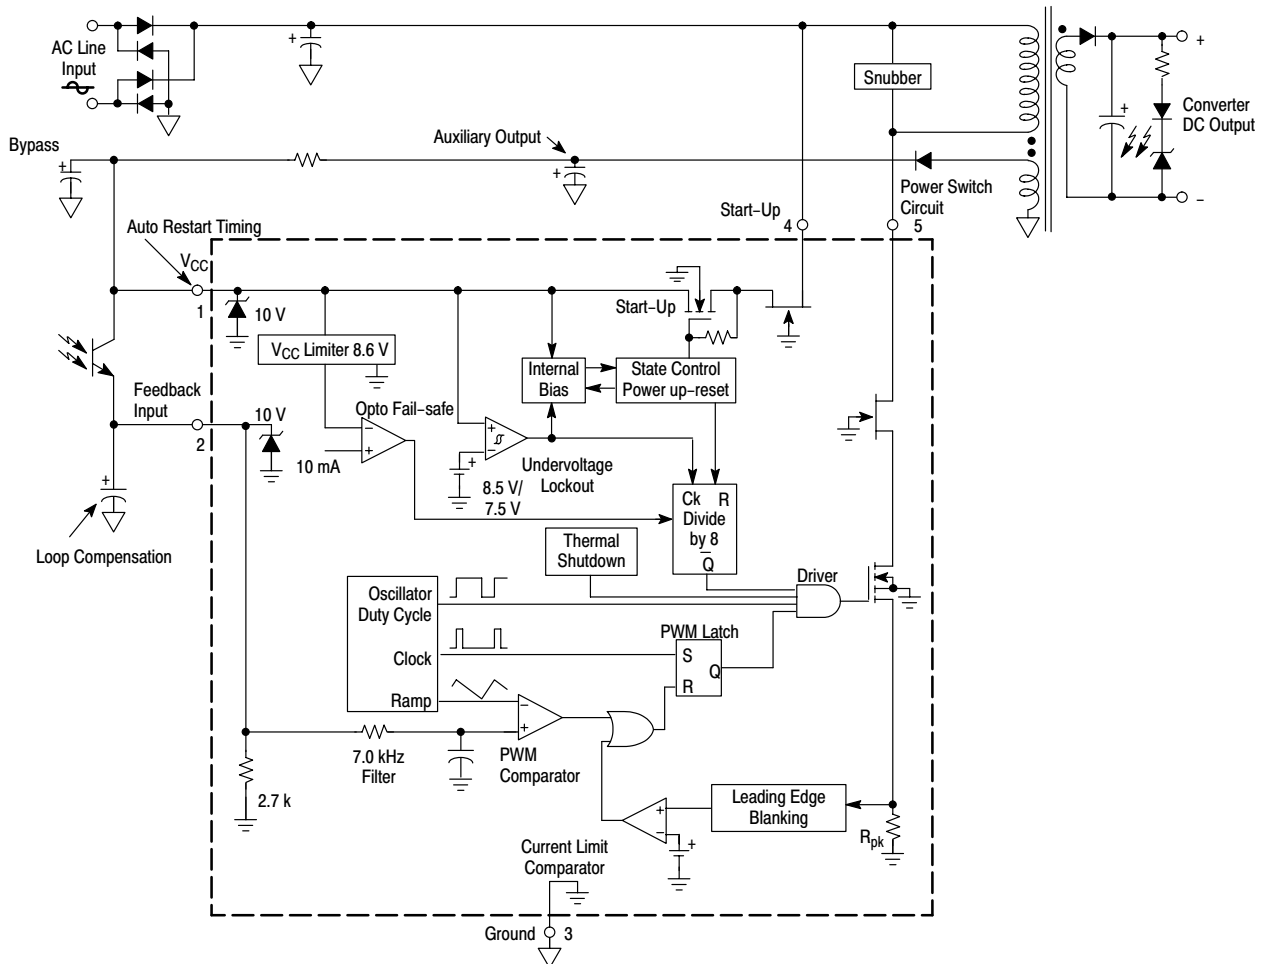 AC Line
Input
+
Snubber
+
+
Converter
DC Output
−
Bypass
+
Auxiliary Output
+
Power Switch
Circuit
Start−Up
4
5
Auto Restart Timing
VCC
1
10 V
Start−Up
VCC Limiter 8.6 V
Internal
Bias
State Control
Power up−reset
Feedback
Input
2
10 V
Opto Fail−safe
−
+
10 mA
+
−
+
Undervoltage
Lockout
8.5 V/
7.5 V
+
Loop Compensation
Ck R
Divide
by 8
Q
Thermal
Shutdown
Driver
Oscillator
Duty Cycle
Clock
Ramp
PWM Latch
S
Q
R
−
+
PWM
Comparator
7.0 kHz
Filter
2.7 k
Leading Edge
Blanking
+
−
+
Rpk
Current Limit
Comparator
Ground 3